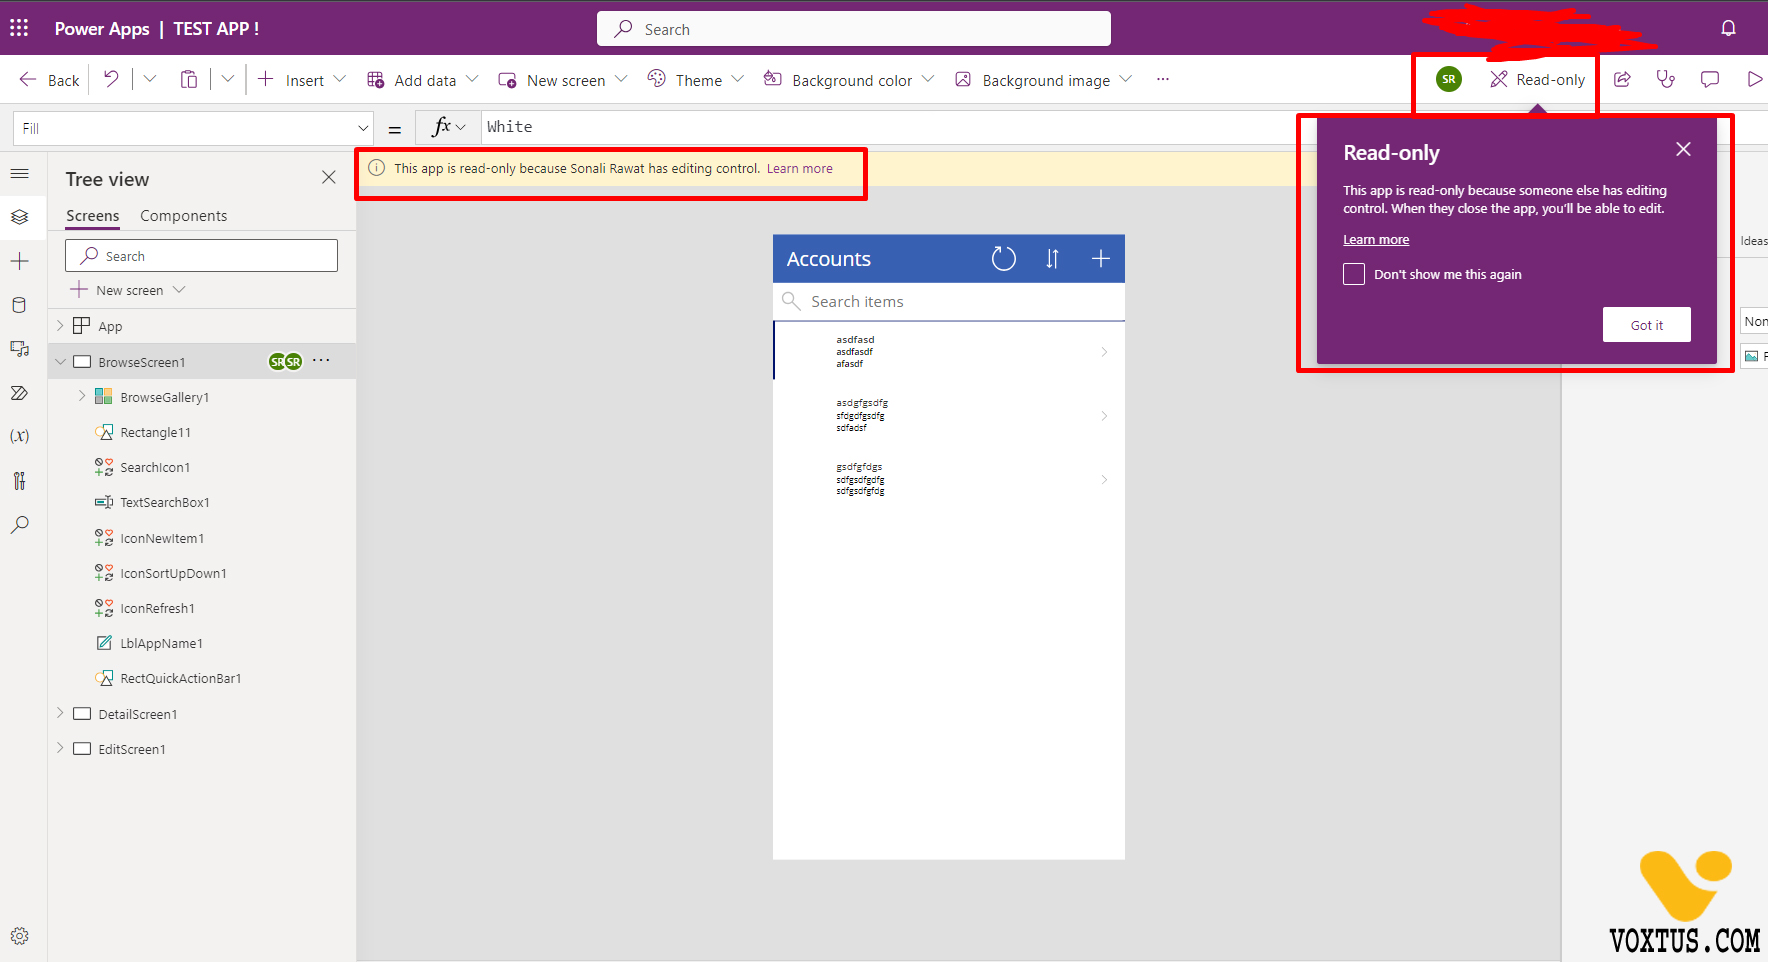 Power Apps | TEST APP !
Search
Back
Insert
Add data
New screen
Theme
Background color
Background image
SR
Read-only
Fill
=
fx
White
Tree view
Screens
Components
Search
New screen
App
BrowseScreen1
SR SR
BrowseGallery1
Rectangle11
SearchIcon1
TextSearchBox1
IconNewItem1
IconSortUpDown1
IconRefresh1
LblAppName1
RectQuickActionBar1
DetailScreen1
EditScreen1
(x)
This app is read-only because Sonali Rawat has editing control. Learn more
Accounts
Search items
asdfasd
asdfasdf
afasdf
asdgfgsdfg
sfdgdfgsdfg
sdfadsf
gsdfgfdgs
sdfgsdfgdfg
sdfgsdfgfdg
Read-only
This app is read-only because someone else has editing
control. When they close the app, you'll be able to edit.
Learn more
Don't show me this again
Got it
Ideas
Non
F
VOXTUS.COM